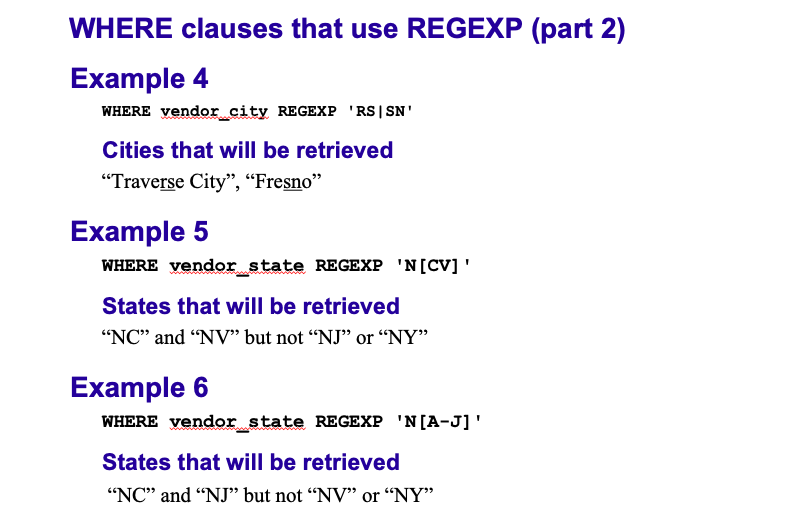 WHERE clauses that use REGEXP (part 2)
Example 4
WHERE vendor_city REGEXP 'RS|SN'
Cities that will be retrieved
“Traverse City”, “Fresno”
Example 5
WHERE vendor_state REGEXP 'N[CV]'
States that will be retrieved
“NC” and “NV” but not “NJ” or “NY”
Example 6
WHERE vendor_state REGEXP 'N[A-J]'
States that will be retrieved
“NC” and “NJ” but not “NV” or “NY”